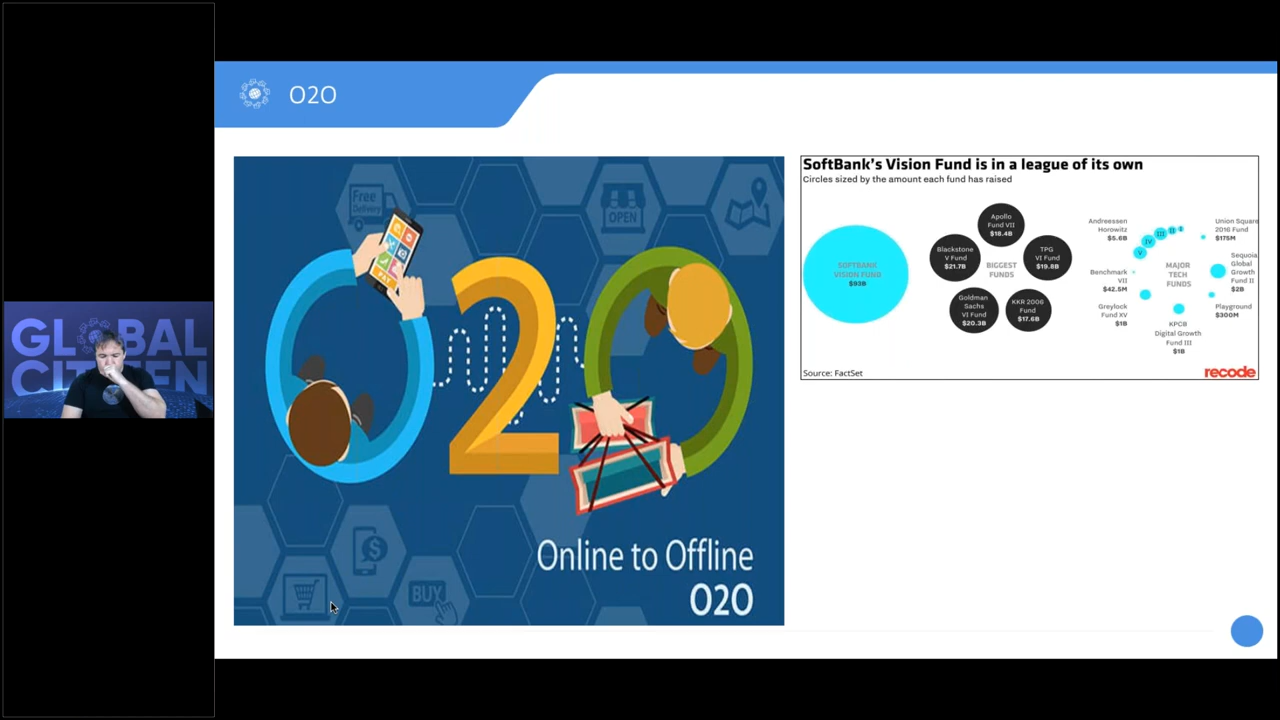 O2O
GLOBAL
CITIZEN
Free
Delivery
OPEN
PAY
2
BUY
Online to Offline
O2O
SoftBank's Vision Fund is in a league of its own
Circles sized by the amount each fund has raised
SOFTBANK
VISION FUND
$93B
Apollo
Fund VII
$18.4B
Blackstone
V Fund
$21.7B
BIGGEST
FUNDS
TPG
VI Fund
$19.8B
Goldman
Sachs
VI Fund
$20.3B
KKR 2006
Fund
$17.6B
Andreessen
Horowitz
$5.6B
V
IV
III
II
I
Union Square
2016 Fund
$175M
Benchmark
VII
$42.5M
MAJOR
TECH
FUNDS
Sequoia
Global
Growth
Fund II
$2B
Greylock
Fund XV
$1B
KPCB
Digital Growth
Fund III
$1B
Playground
$300M
Source: FactSet
recode